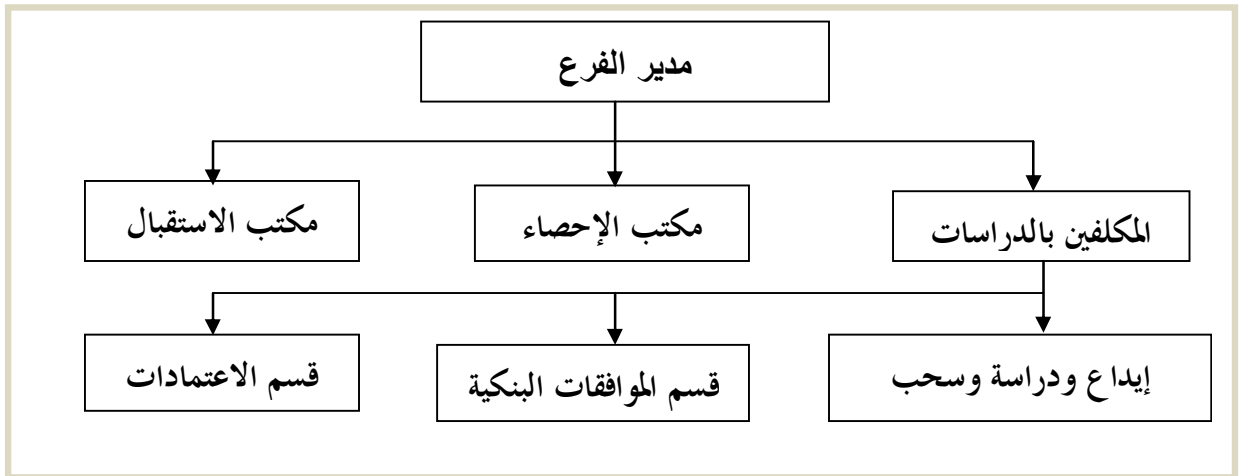 مدير الفرع
المكلفين بالدراسات
مكتب الإحصاء
مكتب الاستقبال
إيداع ودراسة وسحب
قسم الموافقات البنكية
قسم الاعتمادات